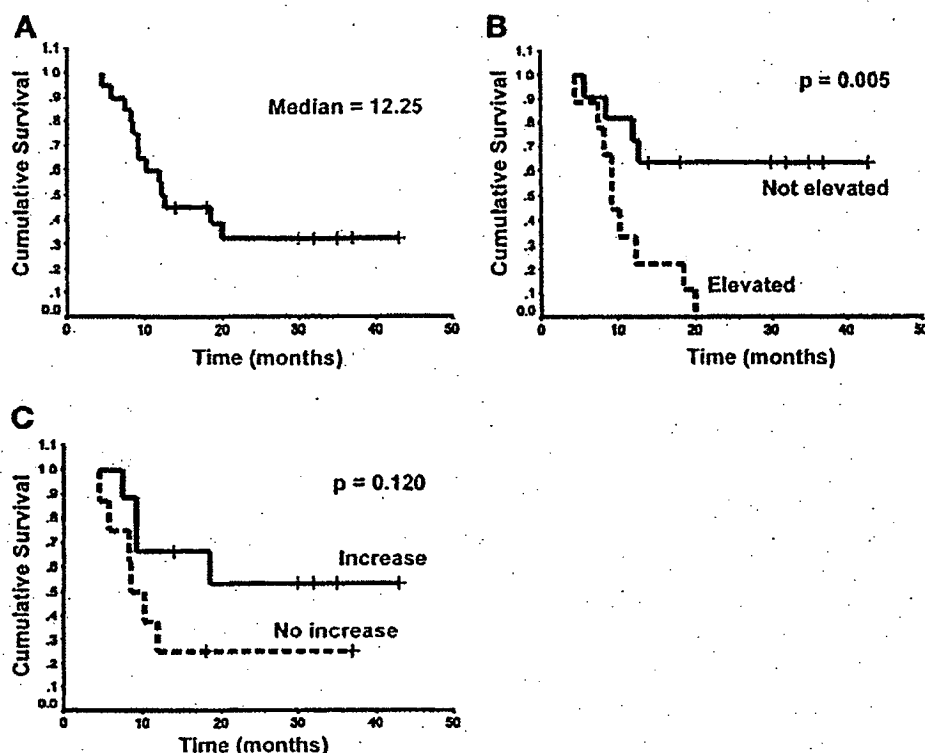 A
1.1
1.0
.9
.8
.7
.6
.5
.4
.3
.2
.1
0.0
Cumulative Survival
Median = 12.25
0 10 20 30 40 50
Time (months)
B
1.1
1.0
.9
.8
.7
.6
.5
.4
.3
.2
.1
0.0
Cumulative Survival
p = 0.005
Not elevated
Elevated
0 10 20 30 40 50
Time (months)
C
1.1
1.0
.9
.8
.7
.6
.5
.4
.3
.2
.1
0.0
Cumulative Survival
p = 0.120
Increase
No increase
0 10 20 30 40 50
Time (months)